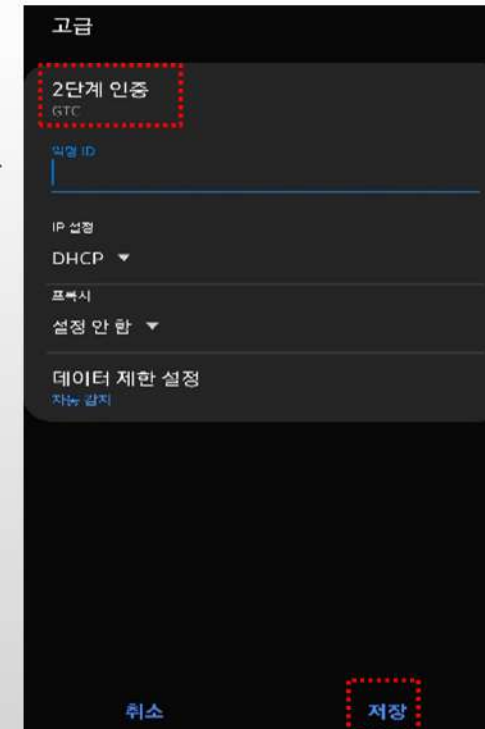 고급
2단계 인증
GTC
익명 ID
IP 설정
DHCP
프록시
설정 안 함
데이터 제한 설정
자동 감지
취소
저장